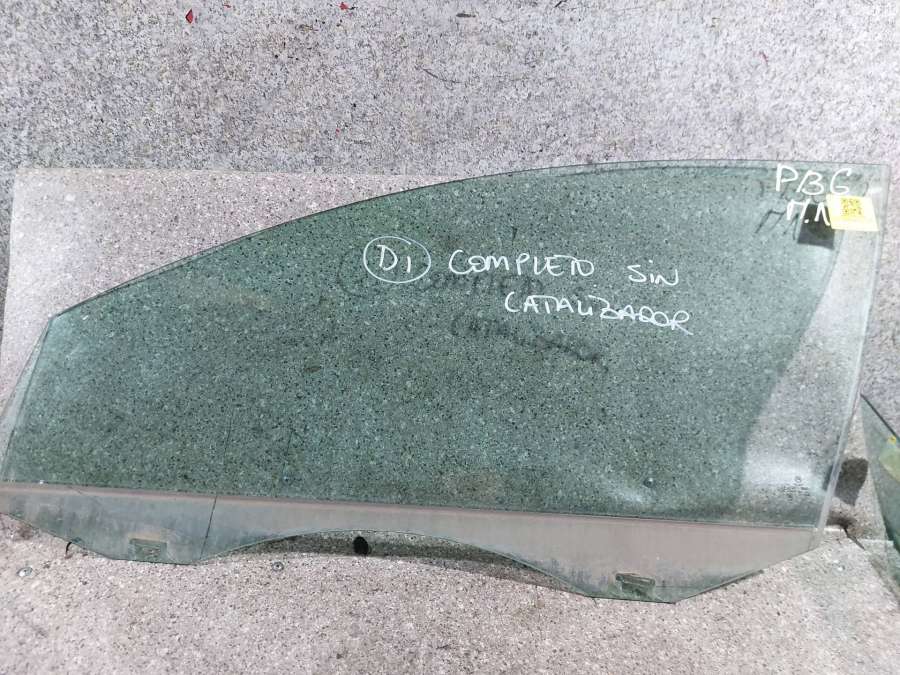 PBG
D1 COMPLETO SIN
CATALIZADOR